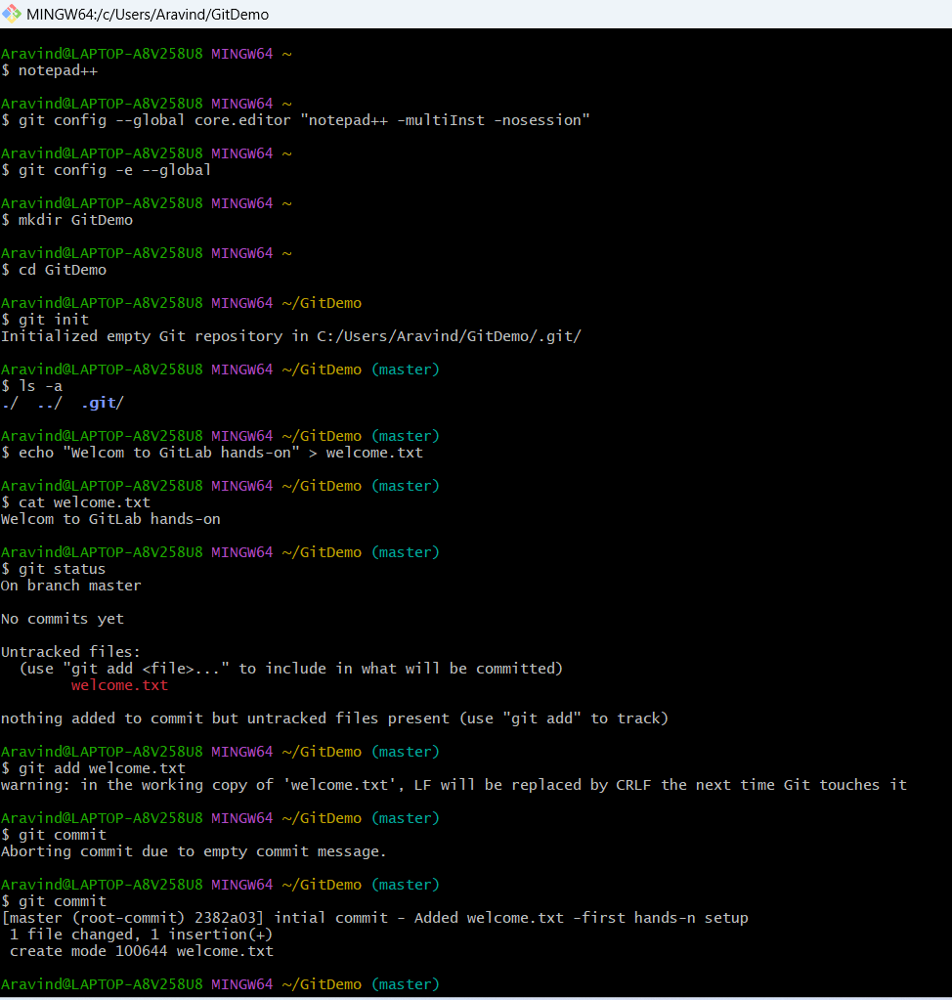 MINGW64:/c/Users/Aravind/GitDemo
Aravind@LAPTOP-A8V258U8 MINGW64 ~
$ notepad++
Aravind@LAPTOP-A8V258U8 MINGW64 ~
$ git config --global core.editor "notepad++ -multiInst -nosession"
Aravind@LAPTOP-A8V258U8 MINGW64 ~
$ git config -e --global
Aravind@LAPTOP-A8V258U8 MINGW64 ~
$ mkdir GitDemo
Aravind@LAPTOP-A8V258U8 MINGW64 ~
$ cd GitDemo
Aravind@LAPTOP-A8V258U8 MINGW64 ~/GitDemo
$ git init
Initialized empty Git repository in C:/Users/Aravind/GitDemo/.git/
Aravind@LAPTOP-A8V258U8 MINGW64 ~/GitDemo (master)
$ ls -a
./  ../  .git/
Aravind@LAPTOP-A8V258U8 MINGW64 ~/GitDemo (master)
$ echo "Welcom to GitLab hands-on" > welcome.txt
Aravind@LAPTOP-A8V258U8 MINGW64 ~/GitDemo (master)
$ cat welcome.txt
Welcom to GitLab hands-on
Aravind@LAPTOP-A8V258U8 MINGW64 ~/GitDemo (master)
$ git status
On branch master
No commits yet
Untracked files:
  (use "git add <file>..." to include in what will be committed)
        welcome.txt
nothing added to commit but untracked files present (use "git add" to track)
Aravind@LAPTOP-A8V258U8 MINGW64 ~/GitDemo (master)
$ git add welcome.txt
warning: in the working copy of 'welcome.txt', LF will be replaced by CRLF the next time Git touches it
Aravind@LAPTOP-A8V258U8 MINGW64 ~/GitDemo (master)
$ git commit
Aborting commit due to empty commit message.
Aravind@LAPTOP-A8V258U8 MINGW64 ~/GitDemo (master)
$ git commit
[master (root-commit) 2382a03] intial commit - Added welcome.txt -first hands-n setup
 1 file changed, 1 insertion(+)
 create mode 100644 welcome.txt
Aravind@LAPTOP-A8V258U8 MINGW64 ~/GitDemo (master)